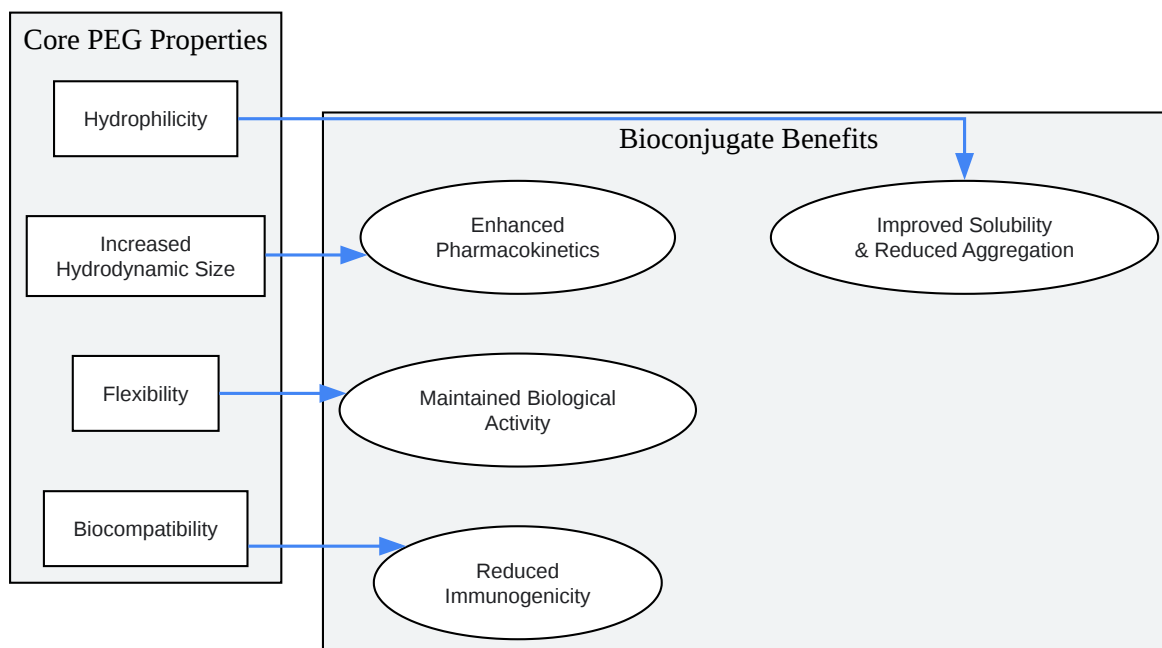 Core PEG Properties
Hydrophilicity
Increased
Hydrodynamic Size
Flexibility
Biocompatibility
Bioconjugate Benefits
Enhanced
Pharmacokinetics
Improved Solubility
& Reduced Aggregation
Maintained Biological
Activity
Reduced
Immunogenicity